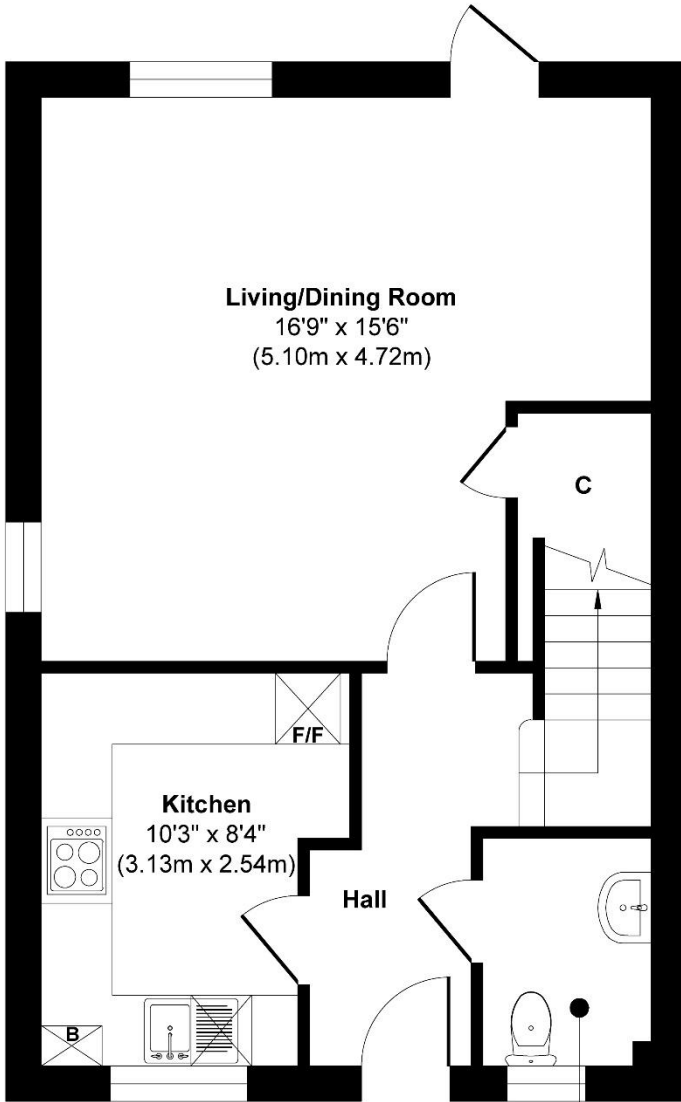 Living/Dining Room
16'9" x 15'6"
(5.10m x 4.72m)
C
F/F
Kitchen
10'3" x 8'4"
(3.13m x 2.54m)
Hall
B